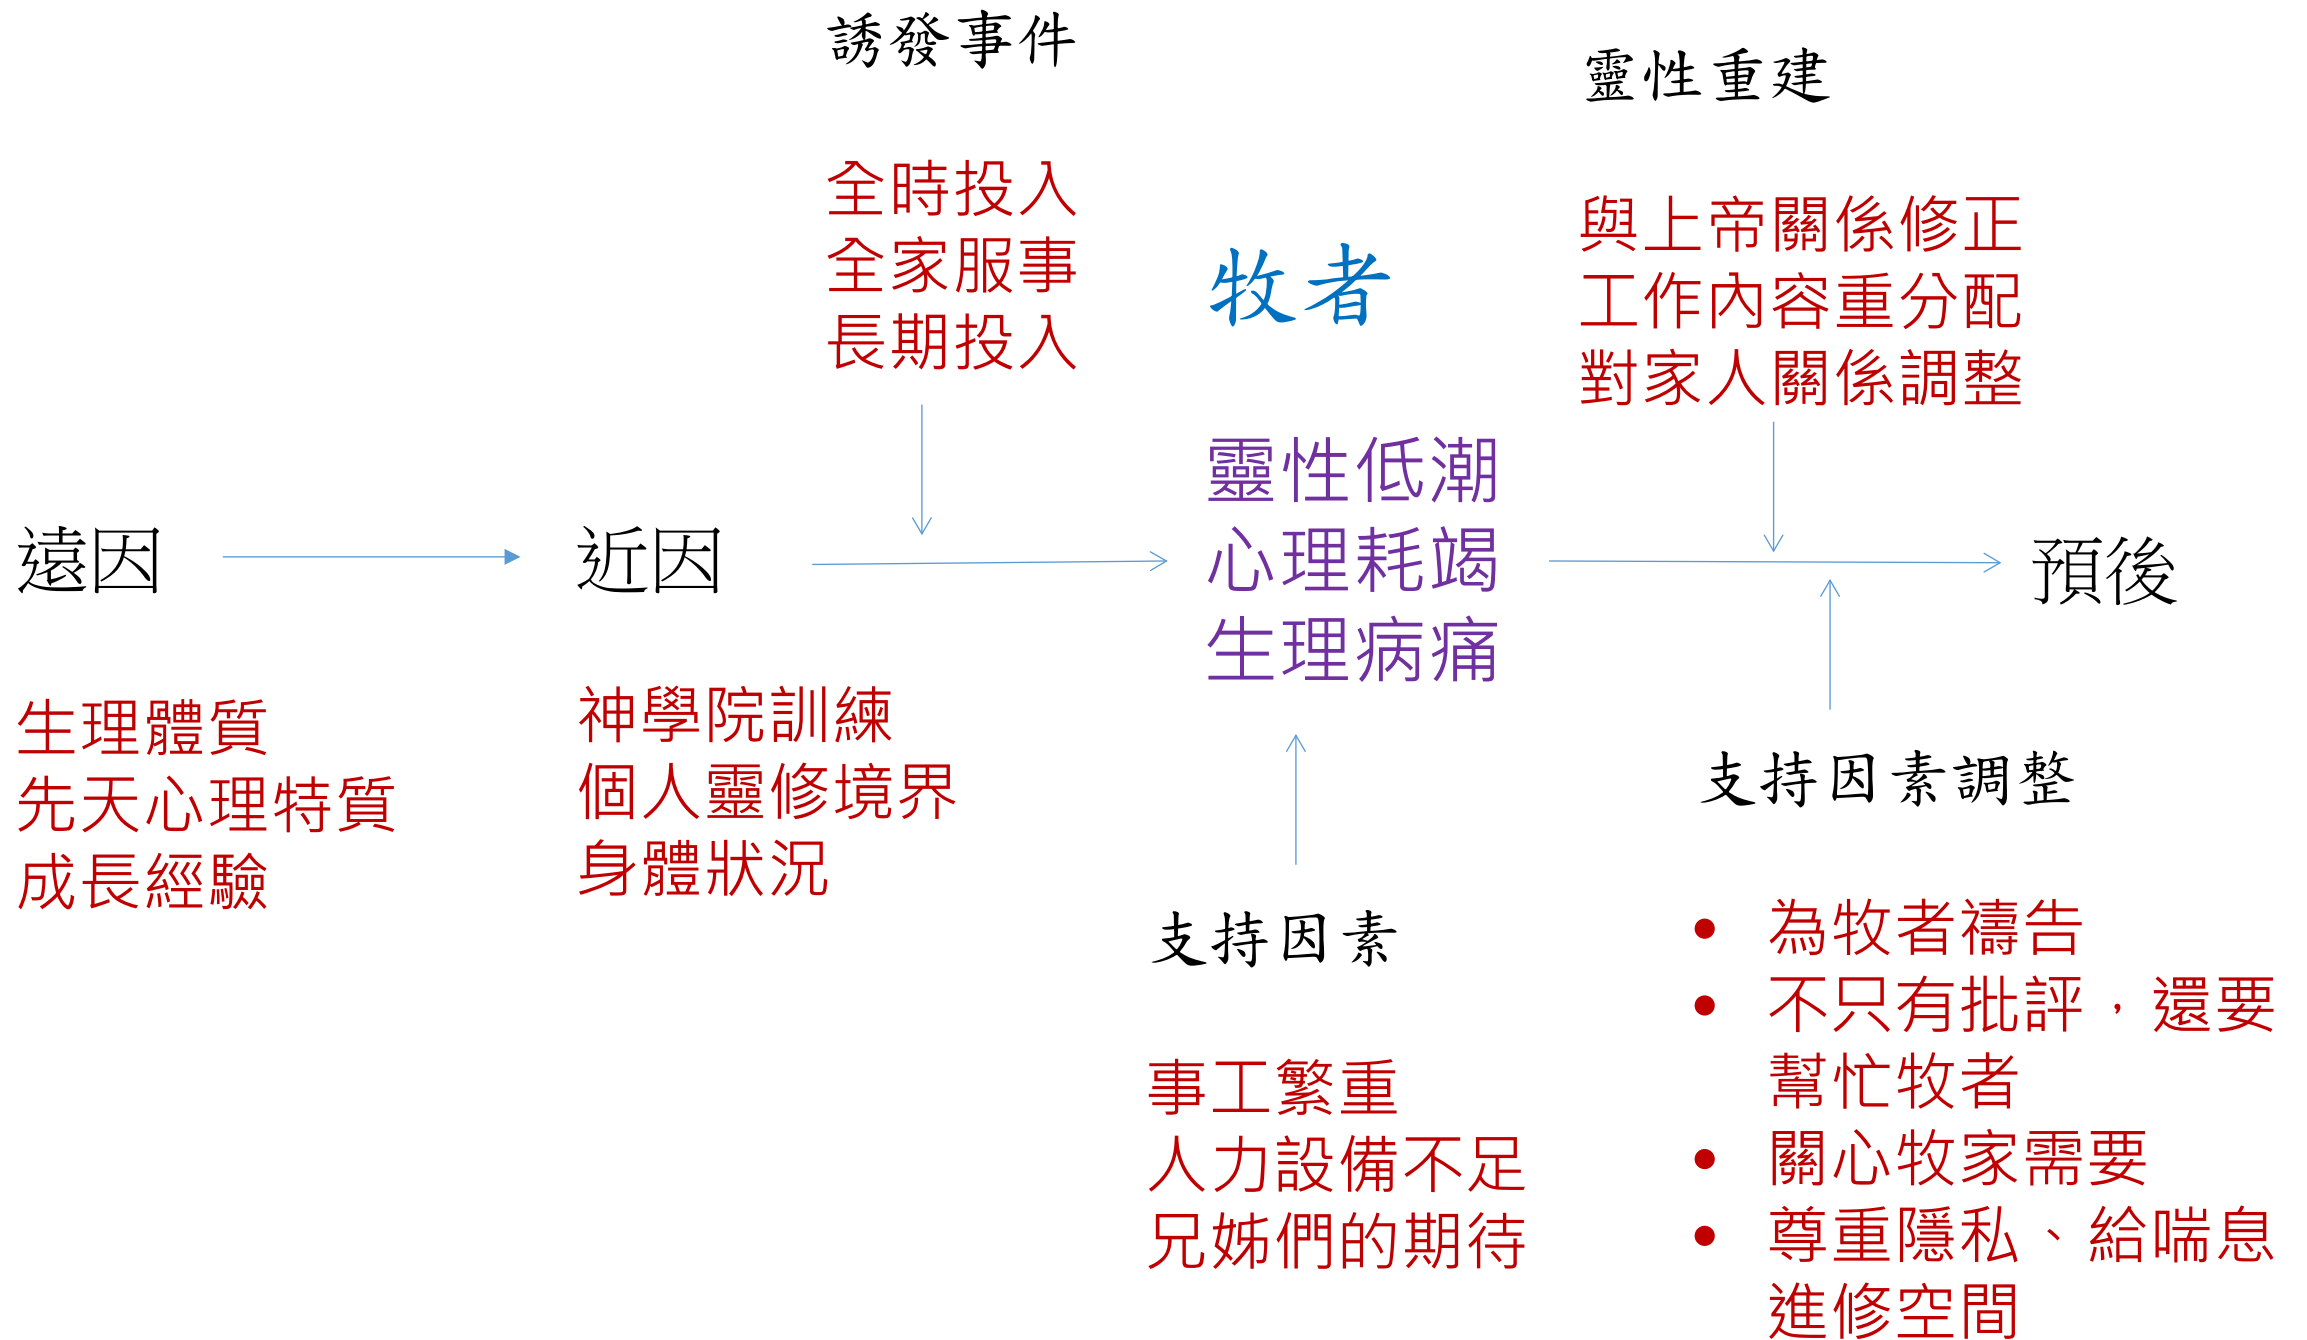 誘發事件
全時投入
全家服事
長期投入
靈性重建
與上帝關係修正
工作內容重分配
對家人關係調整
牧者
靈性低潮
心理耗竭
生理病痛
遠因
生理體質
先天心理特質
成長經驗
近因
神學院訓練
個人靈修境界
身體狀況
預後
支持因素
事工繁重
人力設備不足
兄姊們的期待
支持因素調整
• 為牧者禱告
• 不只有批評，還要
幫忙牧者
• 關心牧家需要
• 尊重隱私、給喘息
進修空間